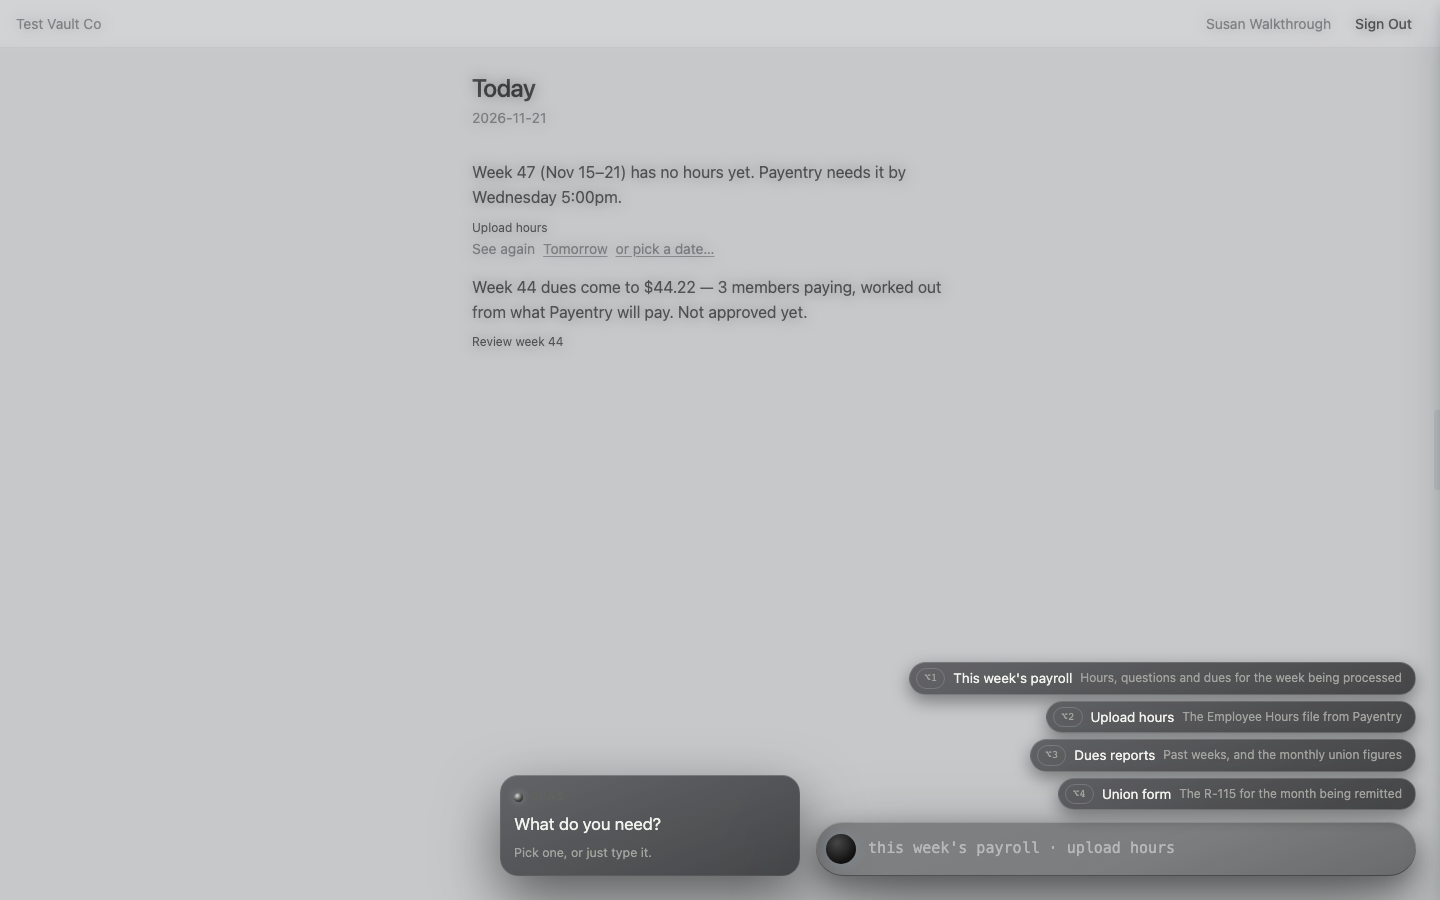 Test Vault Co
Susan Walkthrough
Sign Out
Today
2026-11-21
Week 47 (Nov 15–21) has no hours yet. Payentry needs it by
Wednesday 5:00pm.
Upload hours
See again Tomorrow or pick a date...
Week 44 dues come to $44.22 — 3 members paying, worked out
from what Payentry will pay. Not approved yet.
Review week 44
⌥1 This week's payroll Hours, questions and dues for the week being processed
⌥2 Upload hours The Employee Hours file from Payentry
⌥3 Dues reports Past weeks, and the monthly union figures
⌥4 Union form The R-115 for the month being remitted
What do you need?
Pick one, or just type it.
this week's payroll · upload hours